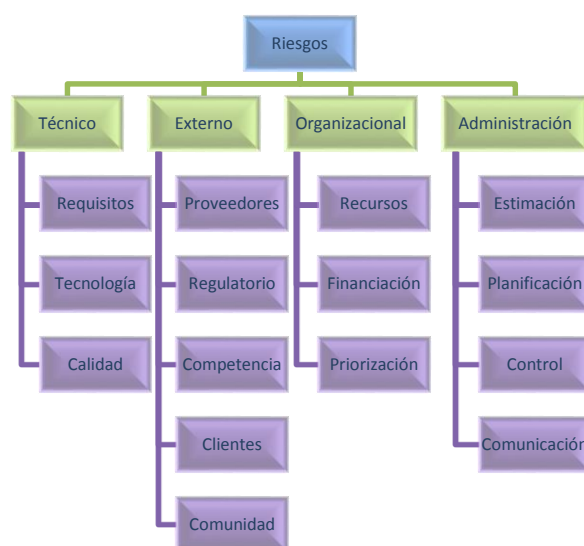 Riesgos
Técnico
Externo
Organizacional
Administración
Requisitos
Proveedores
Recursos
Estimación
Tecnología
Regulatorio
Financiación
Planificación
Calidad
Competencia
Priorización
Control
Clientes
Comunicación
Comunidad